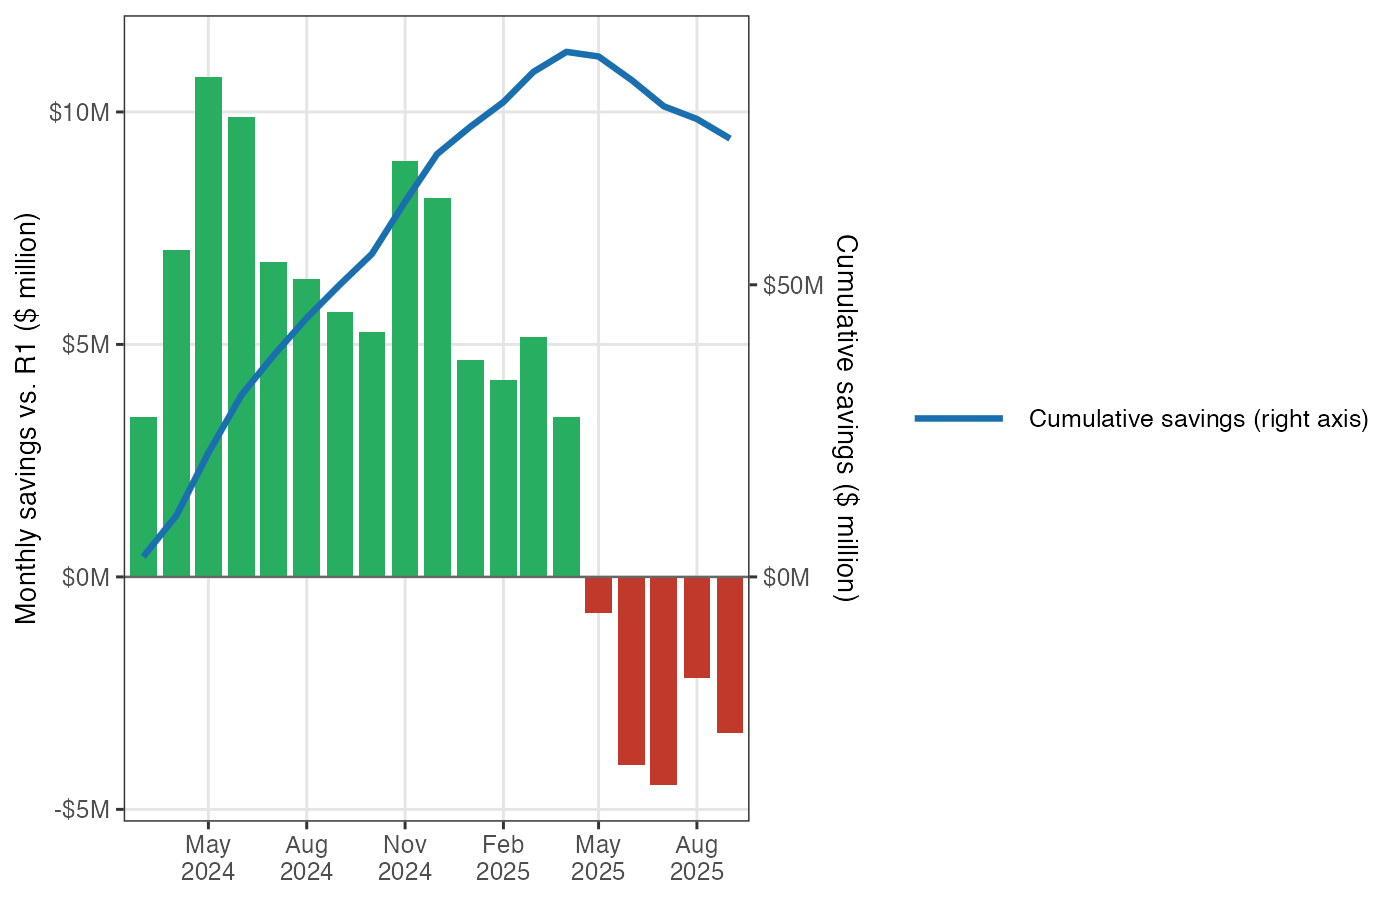 Monthly savings vs. R1 ($ million)
$10M
$5M
$0M
-$5M
May
2024
Aug
2024
Nov
2024
Feb
2025
May
2025
Aug
2025
$50M
$0M
Cumulative savings ($ million)
Cumulative savings (right axis)